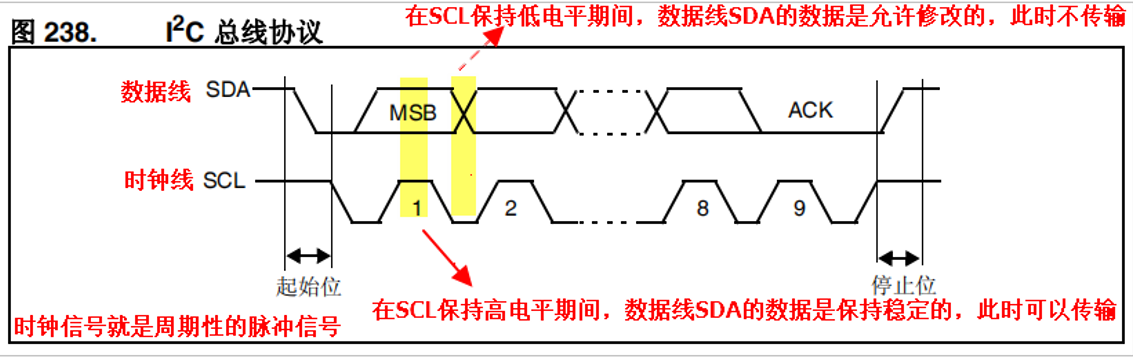 在SCL保持低电平期间，数据线SDA的数据是允许修改的，此时不传输
图 238. I²C 总线协议
数据线 SDA
MSB
ACK
时钟线 SCL
1 2 8 9
起始位 停止位
在SCL保持高电平期间，数据线SDA的数据是保持稳定的，此时可以传输
时钟信号就是周期性的脉冲信号